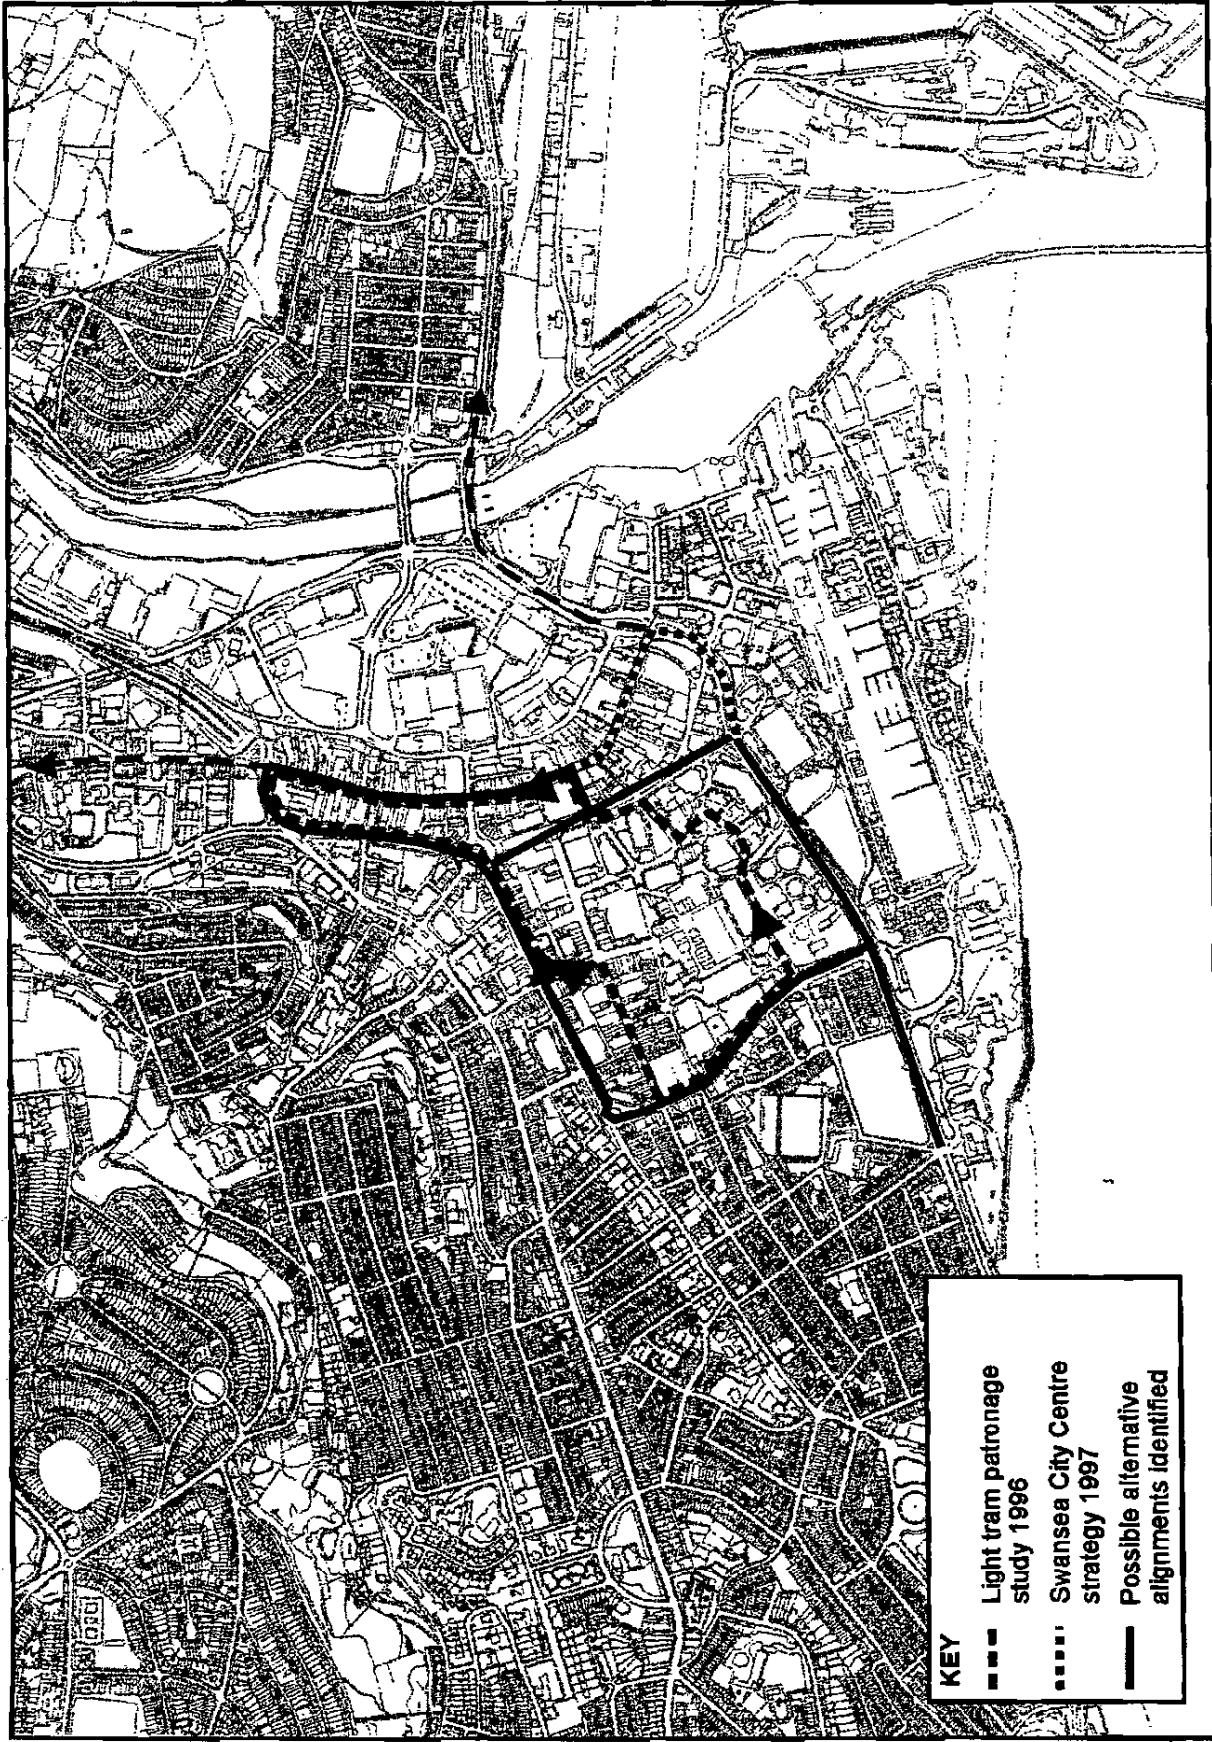 KEY
Light tram patronage
study 1996
Swansea City Centre
strategy 1997
Possible alternative
alignments identified